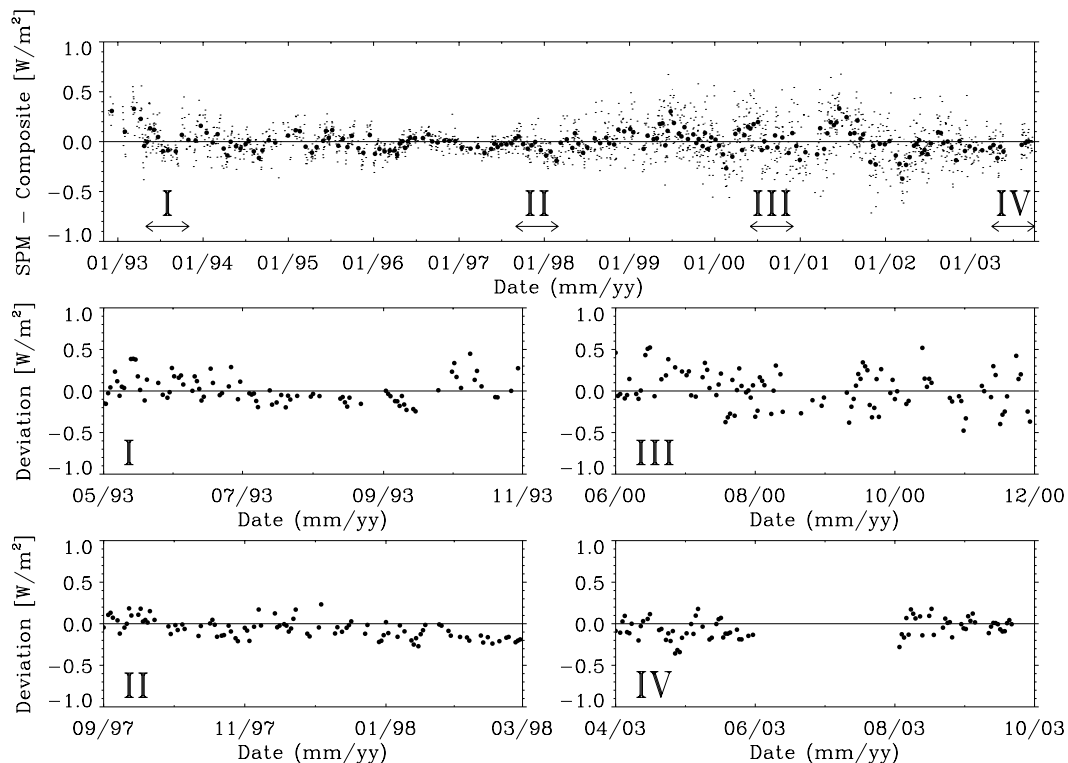 SPM − Composite [W/m²]
1.0
0.5
0.0
−0.5
−1.0
I II III IV
01/93 01/94 01/95 01/96 01/97 01/98 01/99 01/00 01/01 01/02 01/03
Date (mm/yy)
Deviation [W/m²]
1.0
0.5
0.0
−0.5
−1.0
I
05/93 07/93 09/93 11/93
Date (mm/yy)
1.0
0.5
0.0
−0.5
−1.0
III
06/00 08/00 10/00 12/00
Date (mm/yy)
Deviation [W/m²]
1.0
0.5
0.0
−0.5
−1.0
II
09/97 11/97 01/98 03/98
Date (mm/yy)
1.0
0.5
0.0
−0.5
−1.0
IV
04/03 06/03 08/03 10/03
Date (mm/yy)